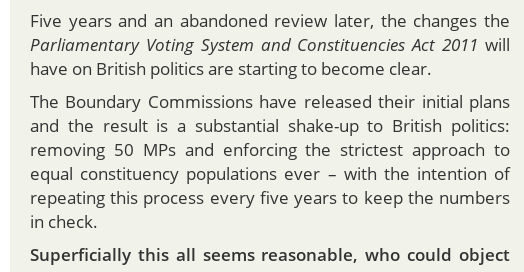 Five years and an abandoned review later, the changes the
Parliamentary Voting System and Constituencies Act 2011 will
have on British politics are starting to become clear.
The Boundary Commissions have released their initial plans
and the result is a substantial shake-up to British politics:
removing 50 MPs and enforcing the strictest approach to
equal constituency populations ever – with the intention of
repeating this process every five years to keep the numbers
in check.
Superficially this all seems reasonable, who could object